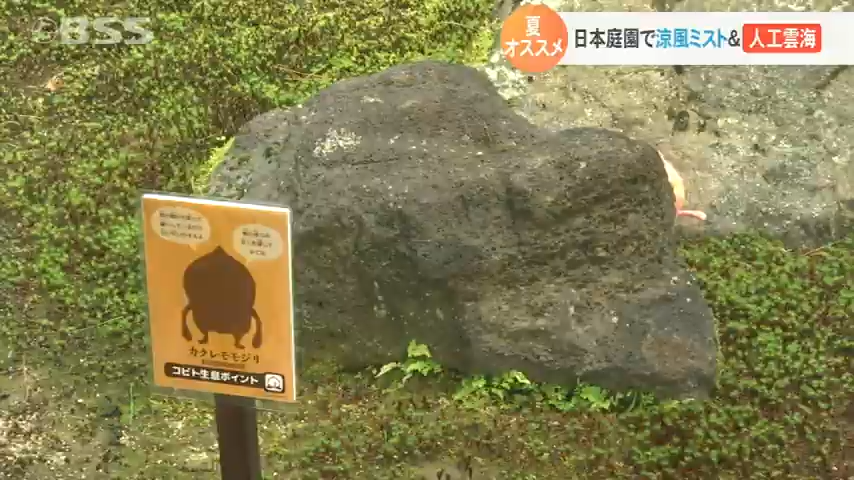 ©BSS
夏
オススメ
日本庭園で涼風ミスト&人工雲海
カクレモモジリ
コビト生息ポイント